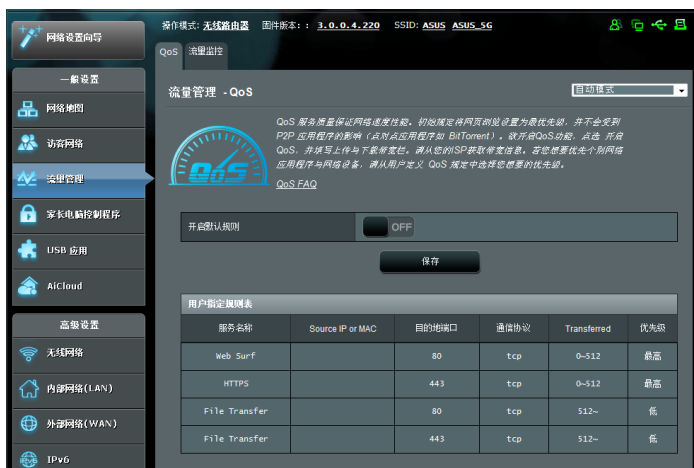 操作模式: 无线路由器 固件版本: : 3.0.0.4.220 SSID: ASUS ASUS_5G
网络设置向导
QoS 流量监控
一般设置
网络地图
访客网络
流量管理
家长电脑控制程序
USB 应用
AiCloud
高级设置
无线网络
内部网络(LAN)
外部网络(WAN)
IPv6
流量管理 - QoS
自动模式
QoS
QoS 服务质量保证网络速度性能。初始规定将网页浏览设置为最优先级，并不会受到
P2P 应用程序的影响（点对点应用程序如 BitTorrent）。欲开启QoS功能，点选 开启
QoS，并填写上传与下载带宽栏。请从您的ISP获取带宽信息。若您想要优先个别网络
应用程序与网络设备，请从用户定义 QoS 规定中选择您想要的优先级。
QoS FAQ
开启默认规则 OFF
保存
用户指定规则表
服务名称 Source IP or MAC 目的地端口 通信协议 Transferred 优先级
Web Surf 80 tcp 0~512 最高
HTTPS 443 tcp 0~512 最高
File Transfer 80 tcp 512~ 低
File Transfer 443 tcp 512~ 低